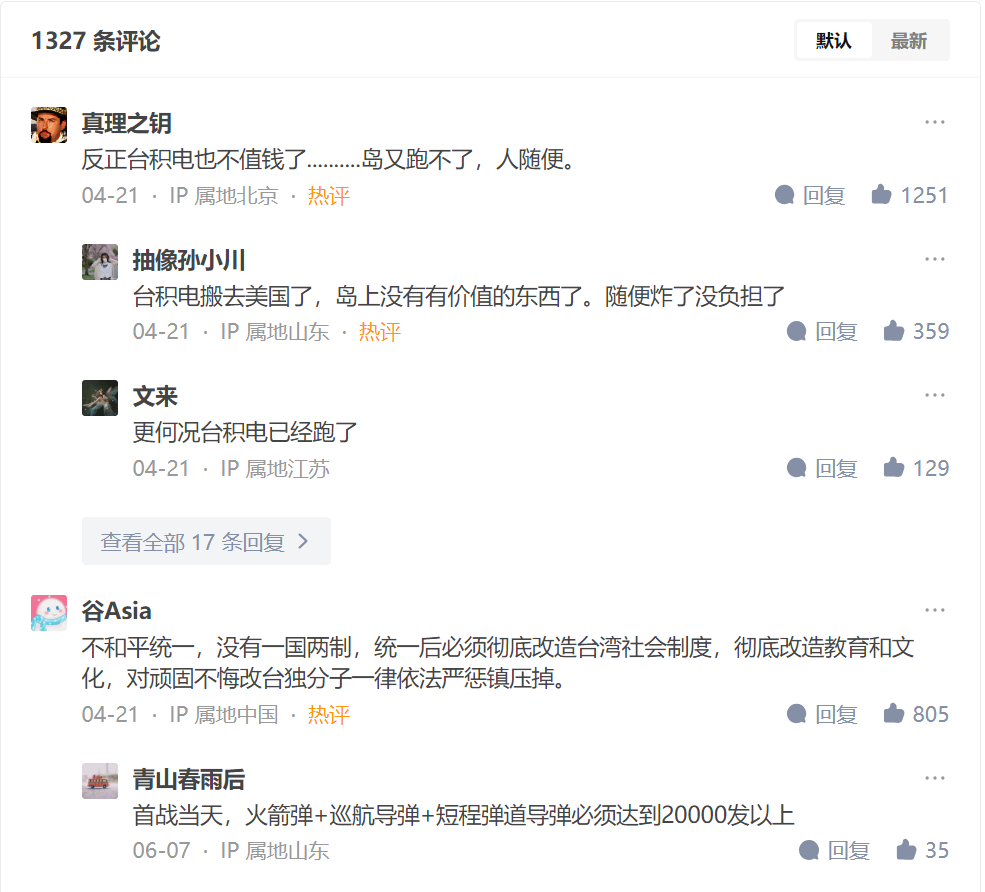 1327 条评论
默认 最新
真理之钥
反正台积电也不值钱了..........岛又跑不了，人随便。
04-21 · IP 属地北京 · 热评 回复 1251
抽像孙小川
台积电搬去美国了，岛上没有有价值的东西了。随便炸了没负担了
04-21 · IP 属地山东 · 热评 回复 359
文来
更何况台积电已经跑了
04-21 · IP 属地江苏 回复 129
查看全部 17 条回复
谷Asia
不和平统一，没有一国两制，统一后必须彻底改造台湾社会制度，彻底改造教育和文
化，对顽固不悔改台独分子一律依法严惩镇压掉。
04-21 · IP 属地中国 · 热评 回复 805
青山春雨后
首战当天，火箭弹+巡航导弹+短程弹道导弹必须达到20000发以上
06-07 · IP 属地山东 回复 35